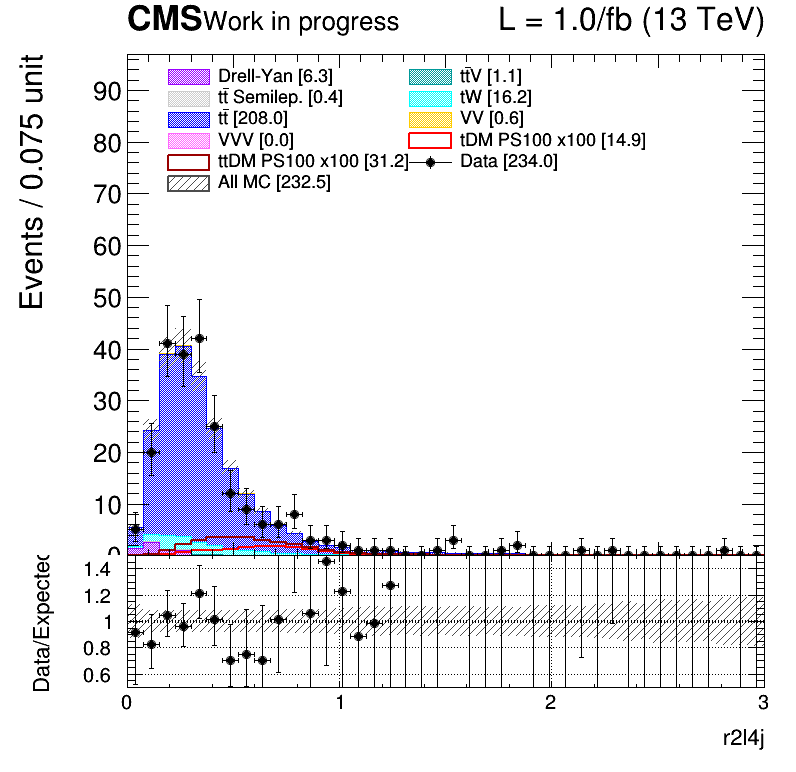 CMS Work in progress L = 1.0/fb (13 TeV)
Events / 0.075 unit
Drell-Yan [6.3] tt̄V [1.1]
tt̄ Semilep. [0.4] tW [16.2]
tt̄ [208.0] VV [0.6]
VVV [0.0] tDM PS100 x100 [14.9]
ttDM PS100 x100 [31.2] Data [234.0]
All MC [232.5]
90
80
70
60
50
40
30
20
10
0
Data/Expected
1.4
1.2
1
0.8
0.6
0 1 2 3
r2l4j